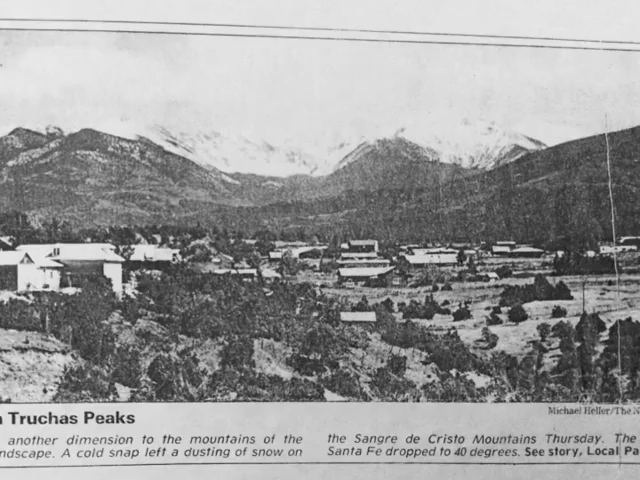 Truchas Peaks
Michael Heller/The N
another dimension to the mountains of the
ndscape. A cold snap left a dusting of snow on
the Sangre de Cristo Mountains Thursday. The
Santa Fe dropped to 40 degrees. See story, Local Pa